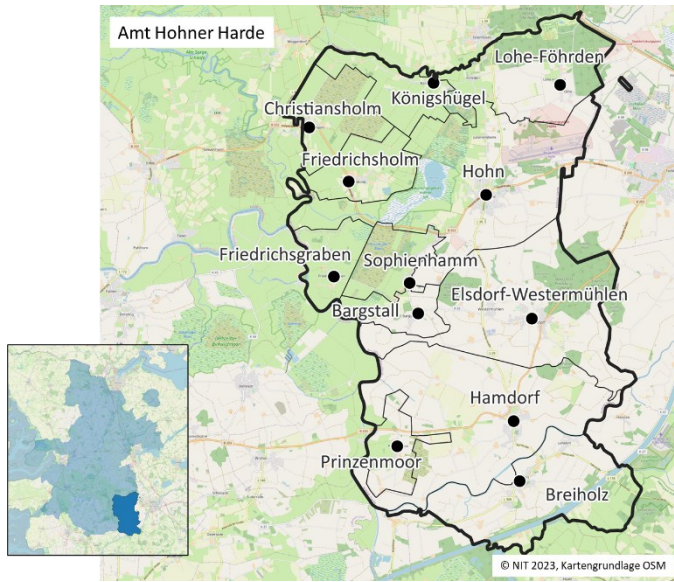 Amt Hohner Harde
Lohe-Föhrden
Königshügel
Christiansholm
Friedrichsholm
Hohn
Friedrichsgraben
Sophienhamm
Bargstall
Elsdorf-Westermühlen
Hamdorf
Prinzenmoor
Breiholz
© NIT 2023, Kartengrundlage OSM